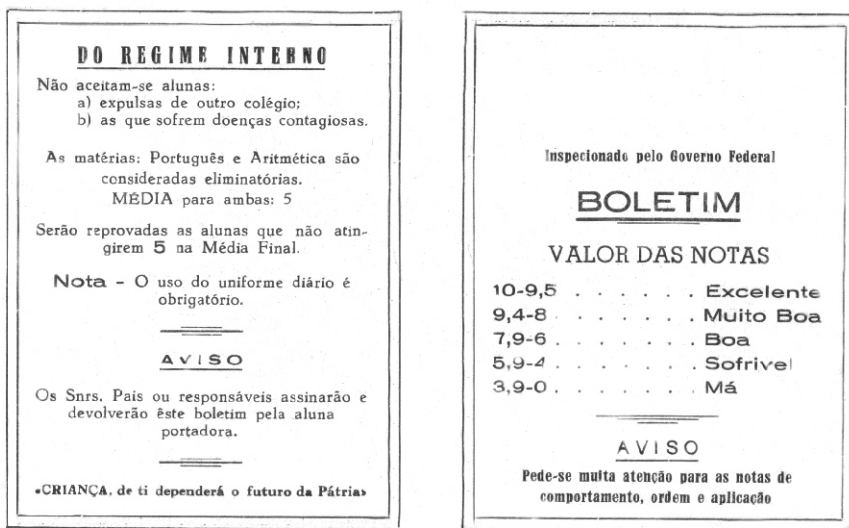 DO REGIME INTERNO
Não aceitam-se alunas:
a) expulsas de outro colégio;
b) as que sofrem doenças contagiosas.
As matérias: Português e Aritmética são
consideradas eliminatórias.
MÉDIA para ambas: 5
Serão reprovadas as alunas que não atin-
girem 5 na Média Final.
Nota - O uso do uniforme diário é
obrigatório.
AVISO
Os Snrs. Pais ou responsáveis assinarão e
devolverão êste boletim pela aluna
portadora.
«CRIANÇA, de ti dependerá o futuro da Pátria»
Inspecionado pelo Governo Federal
BOLETIM
VALOR DAS NOTAS
10-9,5 . . . . . . Excelente
9,4-8 . . . . . . Muito Boa
7,9-6 . . . . . . Boa
5,9-4 . . . . . . Sofrivel
3,9-0 . . . . . . Má
AVISO
Pede-se muita atenção para as notas de
comportamento, ordem e aplicação